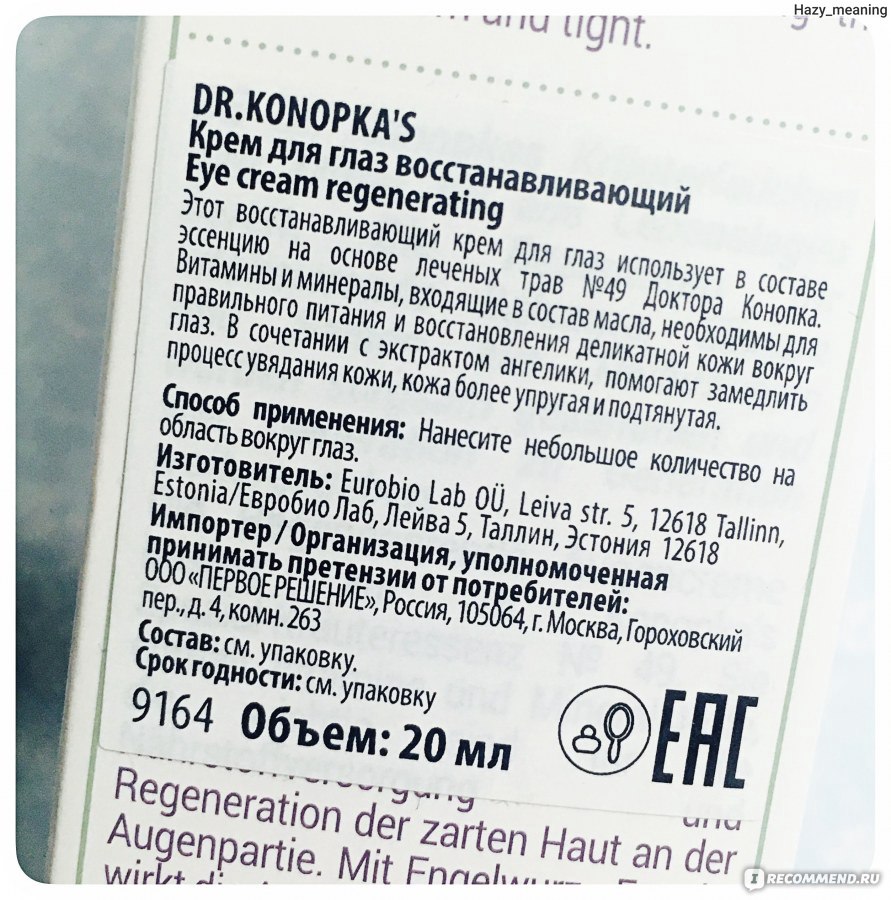 Hazy_meaning
and light.
DR.KONOPKA'S
Крем для глаз восстанавливающий
Eye cream regenerating
Этот восстанавливающий крем для глаз использует в составе
эссенцию на основе леченых трав №49 Доктора Конопка.
Витамины и минералы, входящие в состав масла, необходимы для
правильного питания и восстановления деликатной кожи вокруг
глаз. В сочетании с экстрактом ангелики, помогают замедлить
процесс увядания кожи, кожа более упругая и подтянутая.
Способ применения: Нанесите небольшое количество на
область вокруг глаз.
Изготовитель: Eurobio Lab OÜ, Leiva str. 5, 12618 Tallinn,
Estonia/Евробио Лаб, Лейва 5, Таллин, Эстония 12618
Импортер / Организация, уполномоченная
принимать претензии от потребителей:
ООО «ПЕРВОЕ РЕШЕНИЕ», Россия, 105064, г. Москва, Гороховский
пер., д. 4, комн. 263
Состав: см. упаковку.
Срок годности: см. упаковку
9164 Объем: 20 мл
EAC
und
Regeneration der zarten Haut an der
Augenpartie. Mit
wirkt
I RECOMMEND.RU